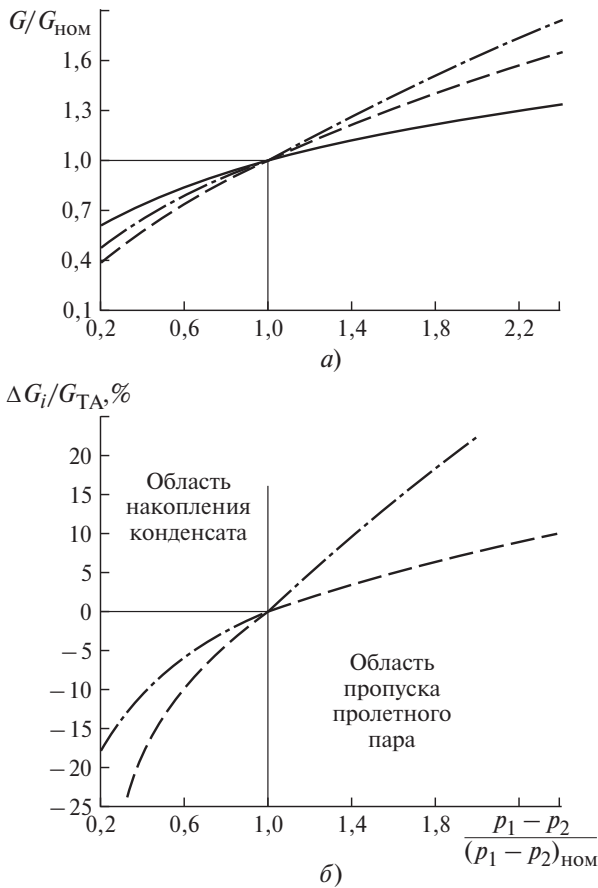 G/G_ном
1,6
1,3
1,0
0,7
0,4
0,1
0,2 0,6 1,0 1,4 1,8 2,2
а)
ΔG_i/G_ТА,%
20
15
10
5
0
−5
−10
−15
−20
−25
Область
накопления
конденсата
Область
пропуска
пролетного
пара
0,2 0,6 1,0 1,4 1,8
p_1 − p_2
(p_1 − p_2)_ном
б)